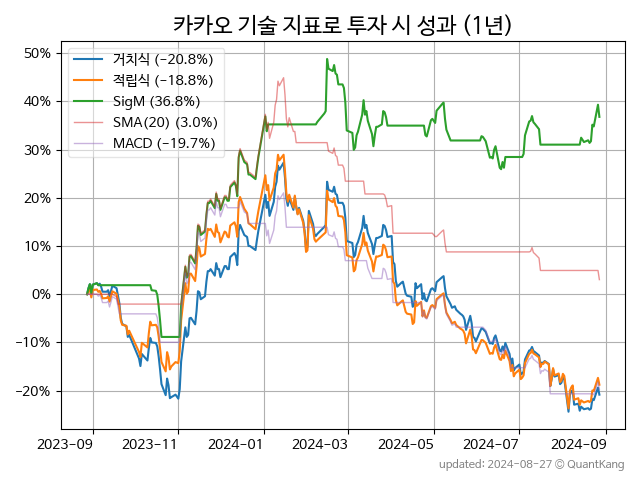 카카오 기술 지표로 투자 시 성과 (1년)
50%
40%
30%
20%
10%
0%
−10%
−20%
거치식 (−20.8%)
적립식 (−18.8%)
SigM (36.8%)
SMA(20) (3.0%)
MACD (−19.7%)
2023-09 2023-11 2024-01 2024-03 2024-05 2024-07 2024-09
updated: 2024-08-27 © QuantKang